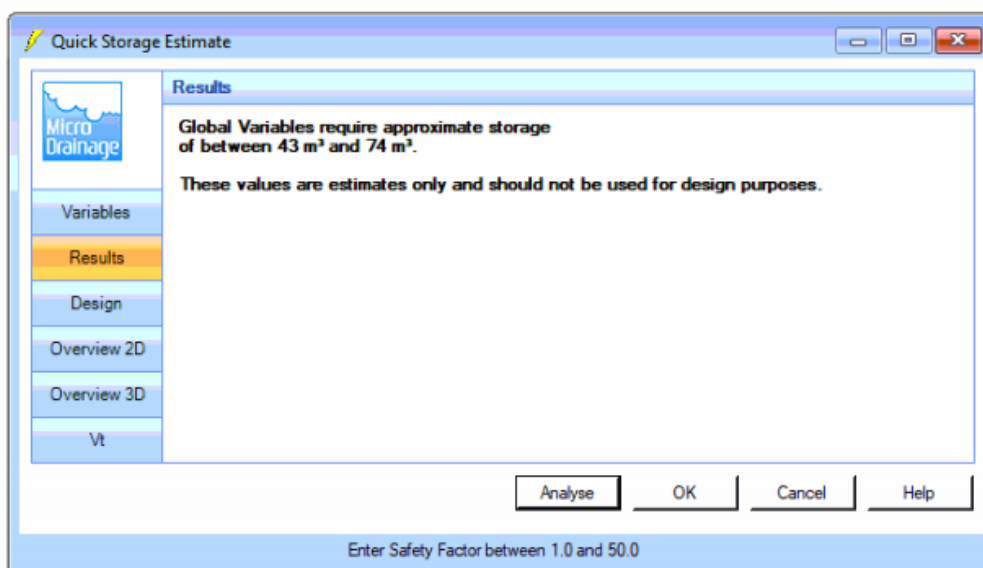 Quick Storage Estimate
Micro
Drainage
Variables
Results
Design
Overview 2D
Overview 3D
Vt
Results
Global Variables require approximate storage
of between 43 m³ and 74 m³.
These values are estimates only and should not be used for design purposes.
Analyse
OK
Cancel
Help
Enter Safety Factor between 1.0 and 50.0